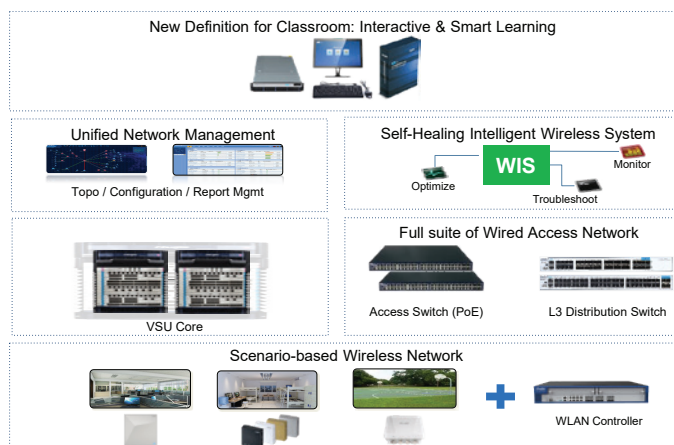 New Definition for Classroom: Interactive & Smart Learning
Unified Network Management
Topo / Configuration / Report Mgmt
Self-Healing Intelligent Wireless System
WIS
Optimize
Monitor
Troubleshoot
VSU Core
Full suite of Wired Access Network
Access Switch (PoE)
L3 Distribution Switch
Scenario-based Wireless Network
WLAN Controller